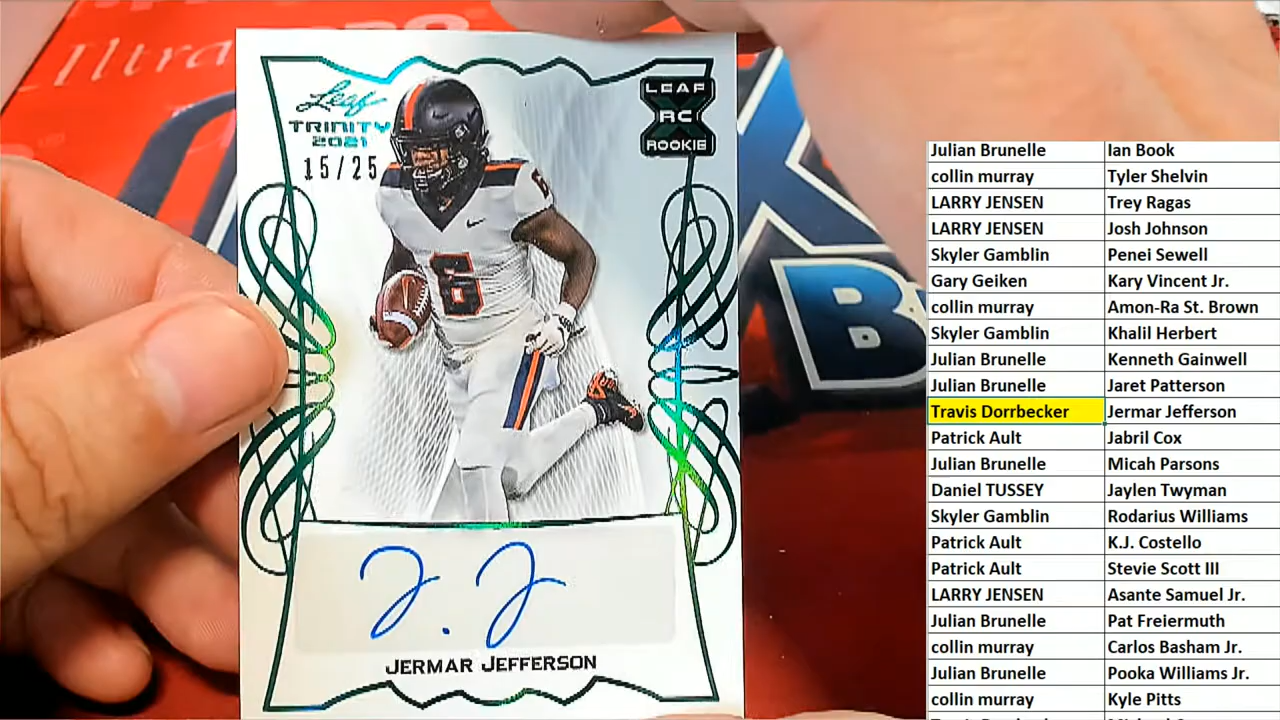 Leaf
TRINITY
2021
15/25
LEAF
RC
ROOKIE
6
6
J. J.
JERMAR JEFFERSON
B
Julian Brunelle Ian Book
collin murray Tyler Shelvin
LARRY JENSEN Trey Ragas
LARRY JENSEN Josh Johnson
Skyler Gamblin Penei Sewell
Gary Geiken Kary Vincent Jr.
collin murray Amon-Ra St. Brown
Skyler Gamblin Khalil Herbert
Julian Brunelle Kenneth Gainwell
Julian Brunelle Jaret Patterson
Travis Dorrbecker Jermar Jefferson
Patrick Ault Jabril Cox
Julian Brunelle Micah Parsons
Daniel TUSSEY Jaylen Twyman
Skyler Gamblin Rodarius Williams
Patrick Ault K.J. Costello
Patrick Ault Stevie Scott III
LARRY JENSEN Asante Samuel Jr.
Julian Brunelle Pat Freiermuth
collin murray Carlos Basham Jr.
Julian Brunelle Pooka Williams Jr.
collin murray Kyle Pitts